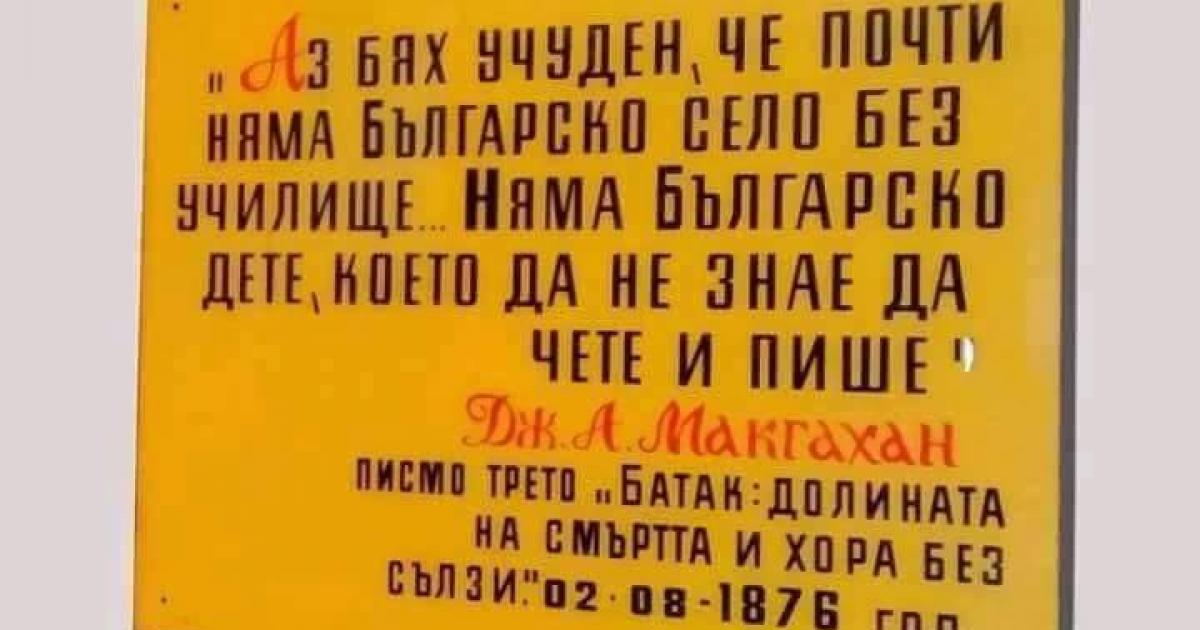 „Аз бях учуден, че почти
няма българско село без
училище... Няма българско
дете, което да не знае да
чете и пише"
Дж. А. Макгахан
писмо трето „Батак: долината
на смъртта и хора без
сълзи." 02·08-1876 год